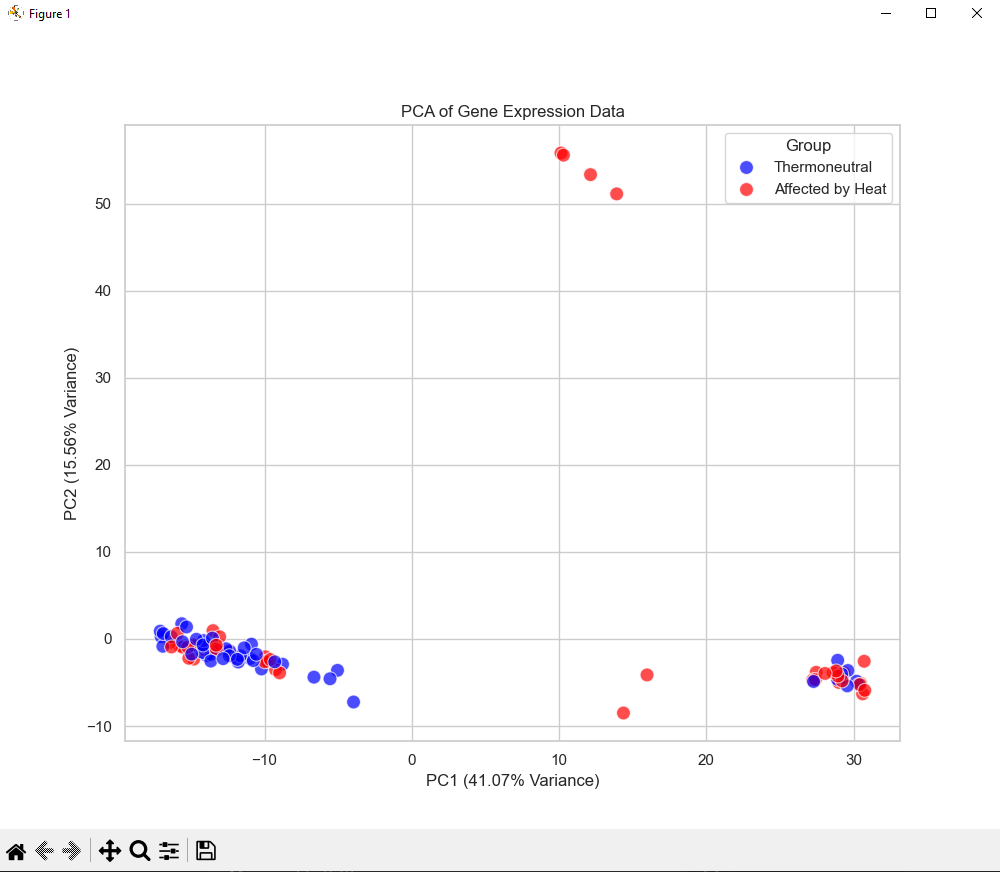 Figure 1
PCA of Gene Expression Data
Group
Thermoneutral
Affected by Heat
PC2 (15.56% Variance)
50
40
30
20
10
0
−10
−10
0
10
20
30
PC1 (41.07% Variance)